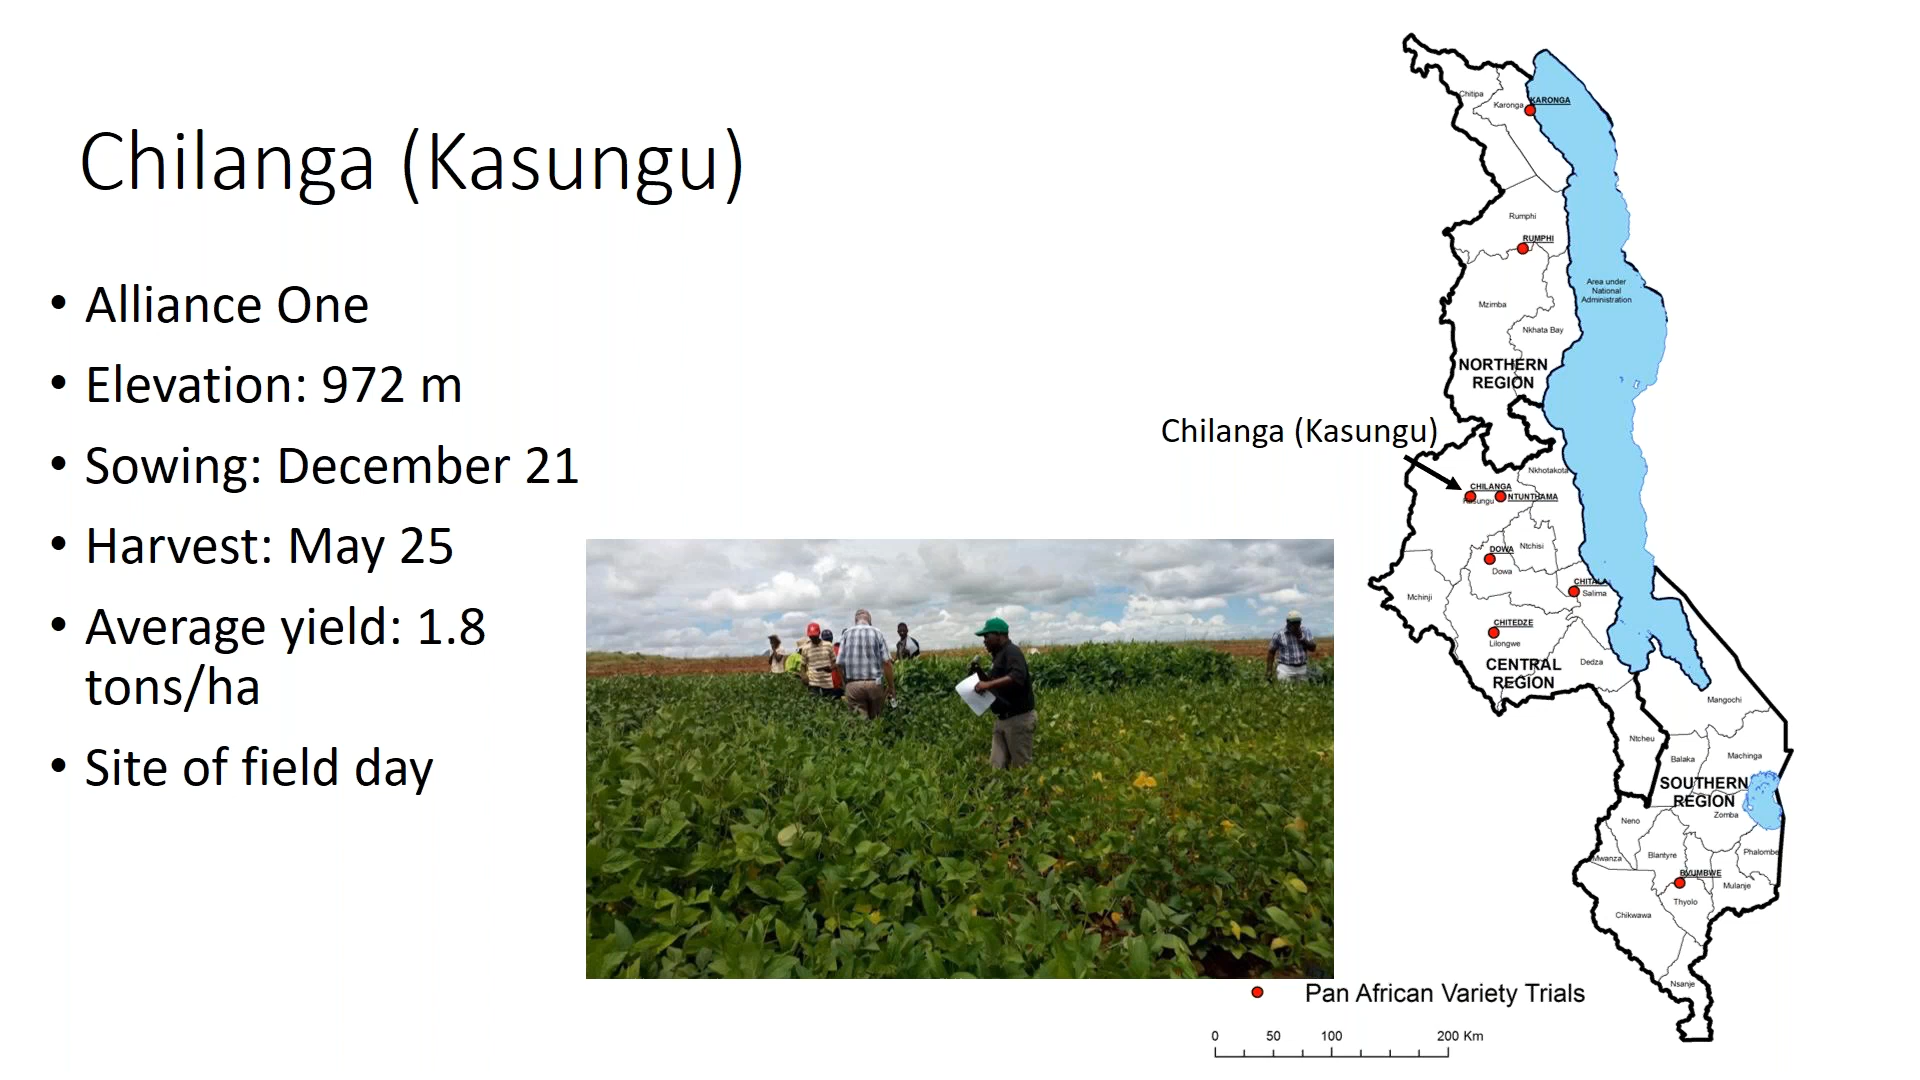 Chilanga (Kasungu)
• Alliance One
• Elevation: 972 m
• Sowing: December 21
• Harvest: May 25
• Average yield: 1.8
tons/ha
• Site of field day
Chilanga (Kasungu)
Chitipa
Karonga
KARONGA
Rumphi
RUMPHI
Area under
National
Administration
Mzimba
Nkhata Bay
NORTHERN
REGION
Nkhotakota
CHILANGA
Kasungu
NTUNTHAMA
DOWA
Ntchisi
Dowa
CHITALA
Salima
Mchinji
CHITEDZE
Lilongwe
CENTRAL
REGION
Dedza
Mangochi
Ntcheu
Balaka
Machinga
SOUTHERN
REGION
Zomba
Neno
Mwanza
Blantyre
Phalombe
BVUMBWE
Mulanje
Thyolo
Chikwawa
Nsanje
Pan African Variety Trials
0 50 100 200 Km